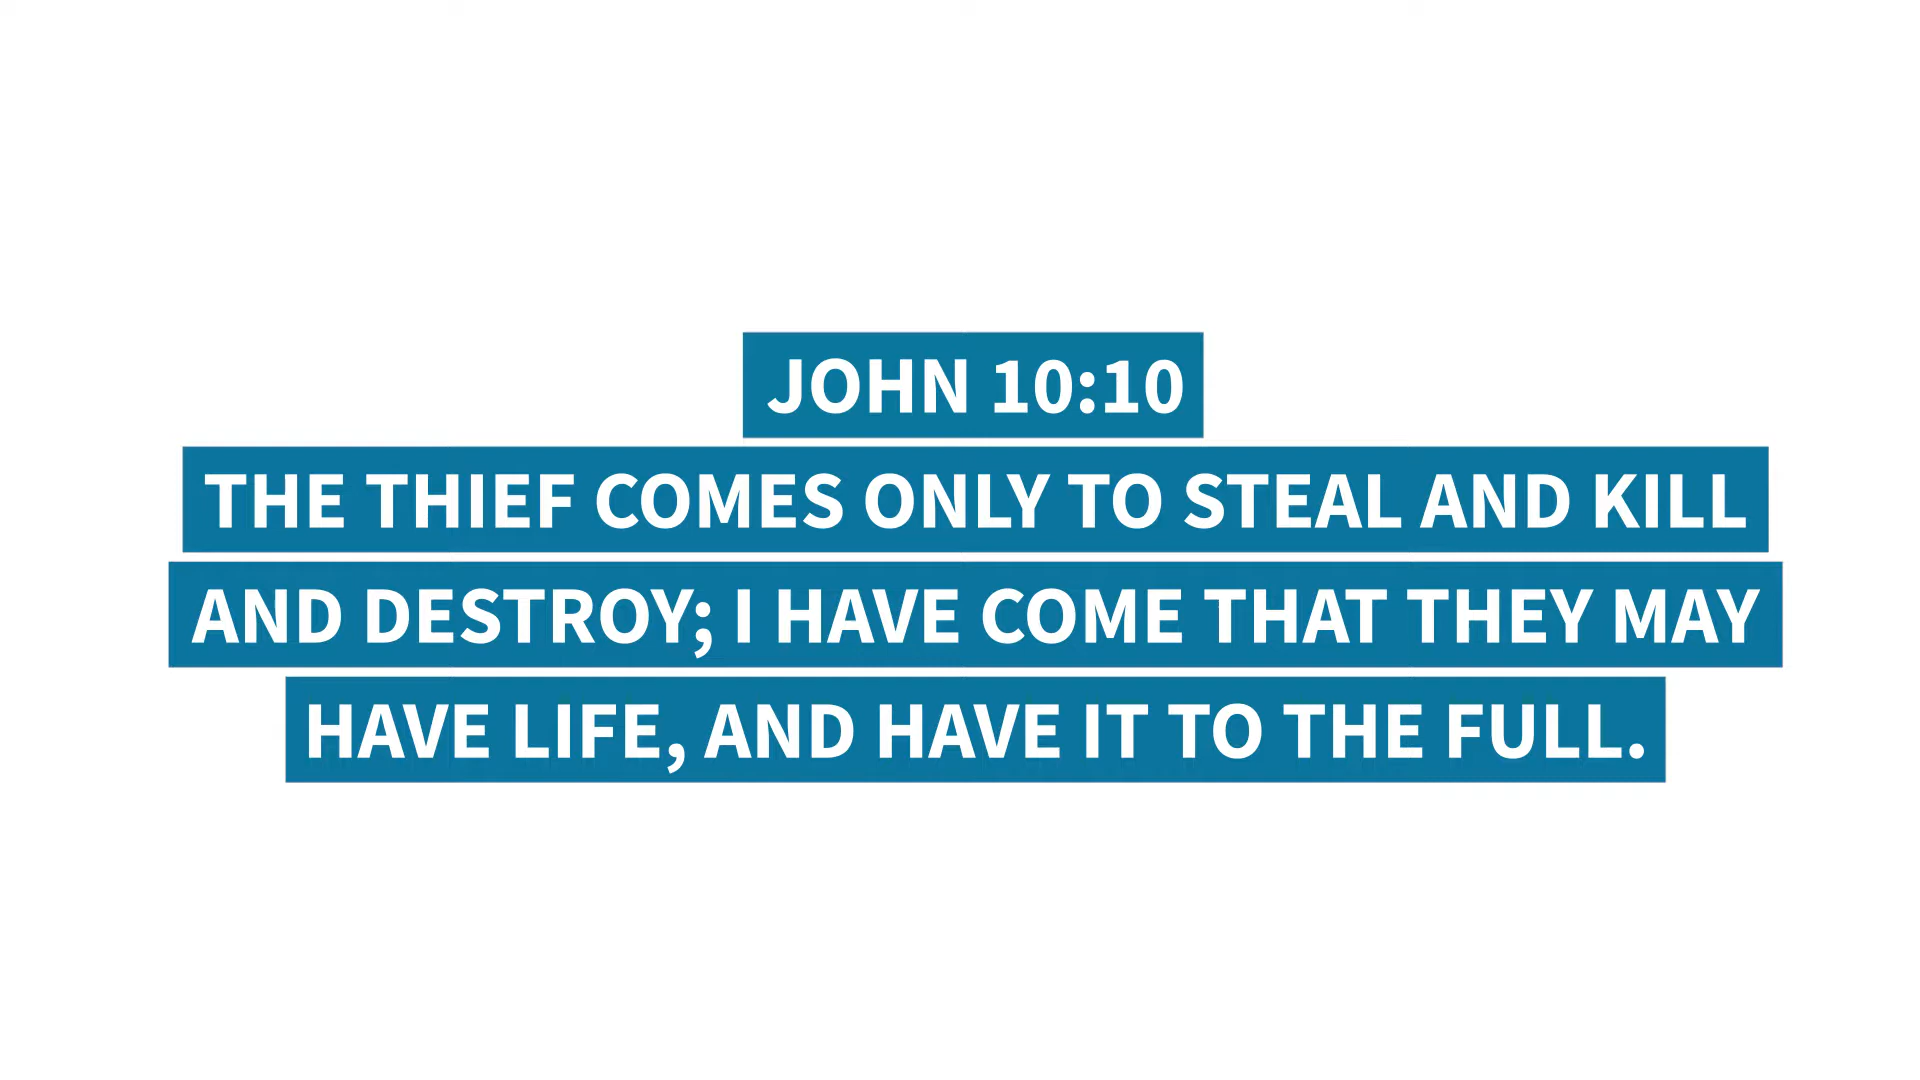 JOHN 10:10
THE THIEF COMES ONLY TO STEAL AND KILL
AND DESTROY; I HAVE COME THAT THEY MAY
HAVE LIFE, AND HAVE IT TO THE FULL.